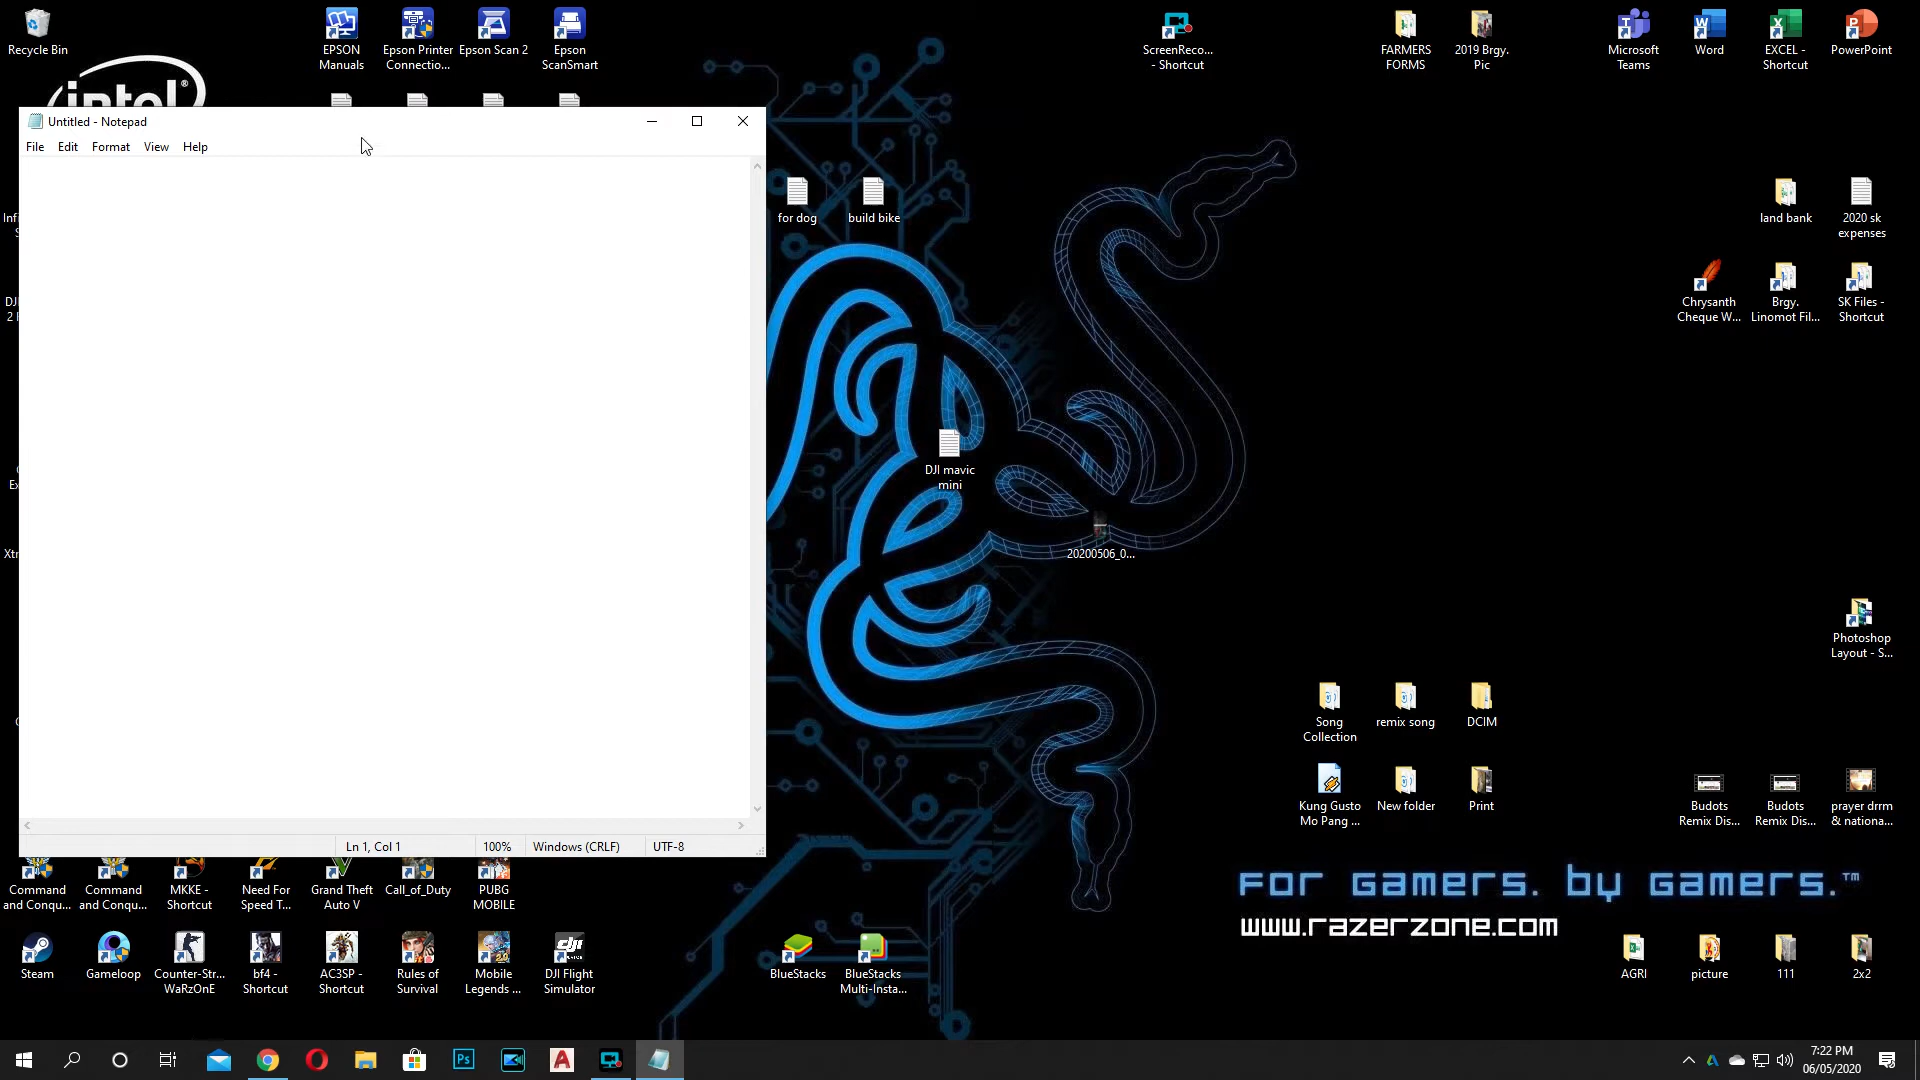 Recycle Bin
EPSON
Manuals
Epson Printer
Connectio...
Epson Scan 2
Epson
ScanSmart
ScreenReco...
- Shortcut
FARMERS
FORMS
2019 Brgy.
Pic
Microsoft
Teams
Word
EXCEL -
Shortcut
PowerPoint
intel
Untitled - Notepad
File Edit Format View Help
for dog
build bike
land bank
2020 sk
expenses
Chrysanth
Cheque W...
Brgy.
Linomot Fil...
SK Files -
Shortcut
DJI mavic
mini
20200506_0...
Photoshop
Layout - S...
Song
Collection
remix song
DCIM
Kung Gusto
Mo Pang ...
New folder
Print
Budots
Remix Dis...
Budots
Remix Dis...
prayer drrm
& nationa...
Ln 1, Col 1 100% Windows (CRLF) UTF-8
Command
and Conqu...
Command
and Conqu...
MKKE -
Shortcut
Need For
Speed T...
Grand Theft
Auto V
Call_of_Duty
PUBG
MOBILE
For Gamers. By Gamers.™
www.razerzone.com
Steam
Gameloop
Counter-Str...
WaRzOnE
bf4 -
Shortcut
AC3SP -
Shortcut
Rules of
Survival
Mobile
Legends ...
dji
DJI Flight
Simulator
BlueStacks
BlueStacks
Multi-Insta...
AGRI
picture
111
2x2
7:22 PM
06/05/2020